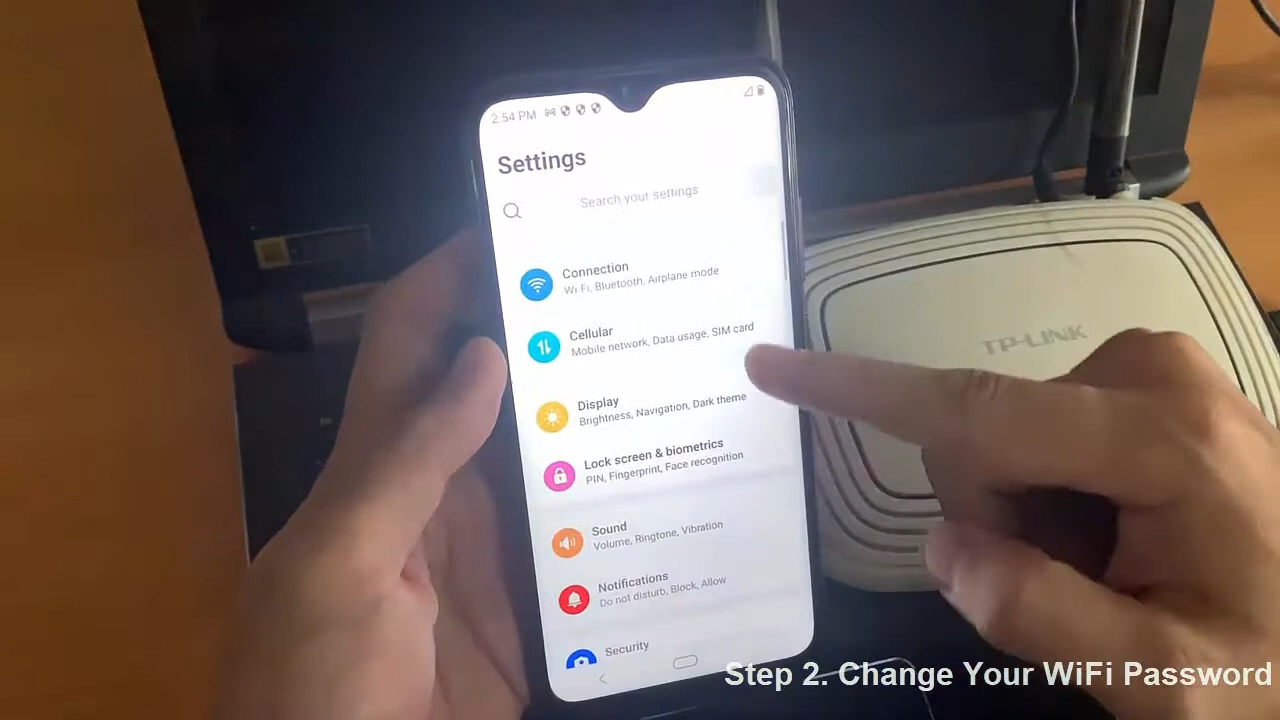 2:54 PM
Settings
Search your settings
Connection
Wi-Fi, Bluetooth, Airplane mode
Cellular
Mobile network, Data usage, SIM card
Display
Brightness, Navigation, Dark theme
Lock screen & biometrics
PIN, Fingerprint, Face recognition
Sound
Volume, Ringtone, Vibration
Notifications
Do not disturb, Block, Allow
Security
TP-LINK
Step 2. Change Your WiFi Password